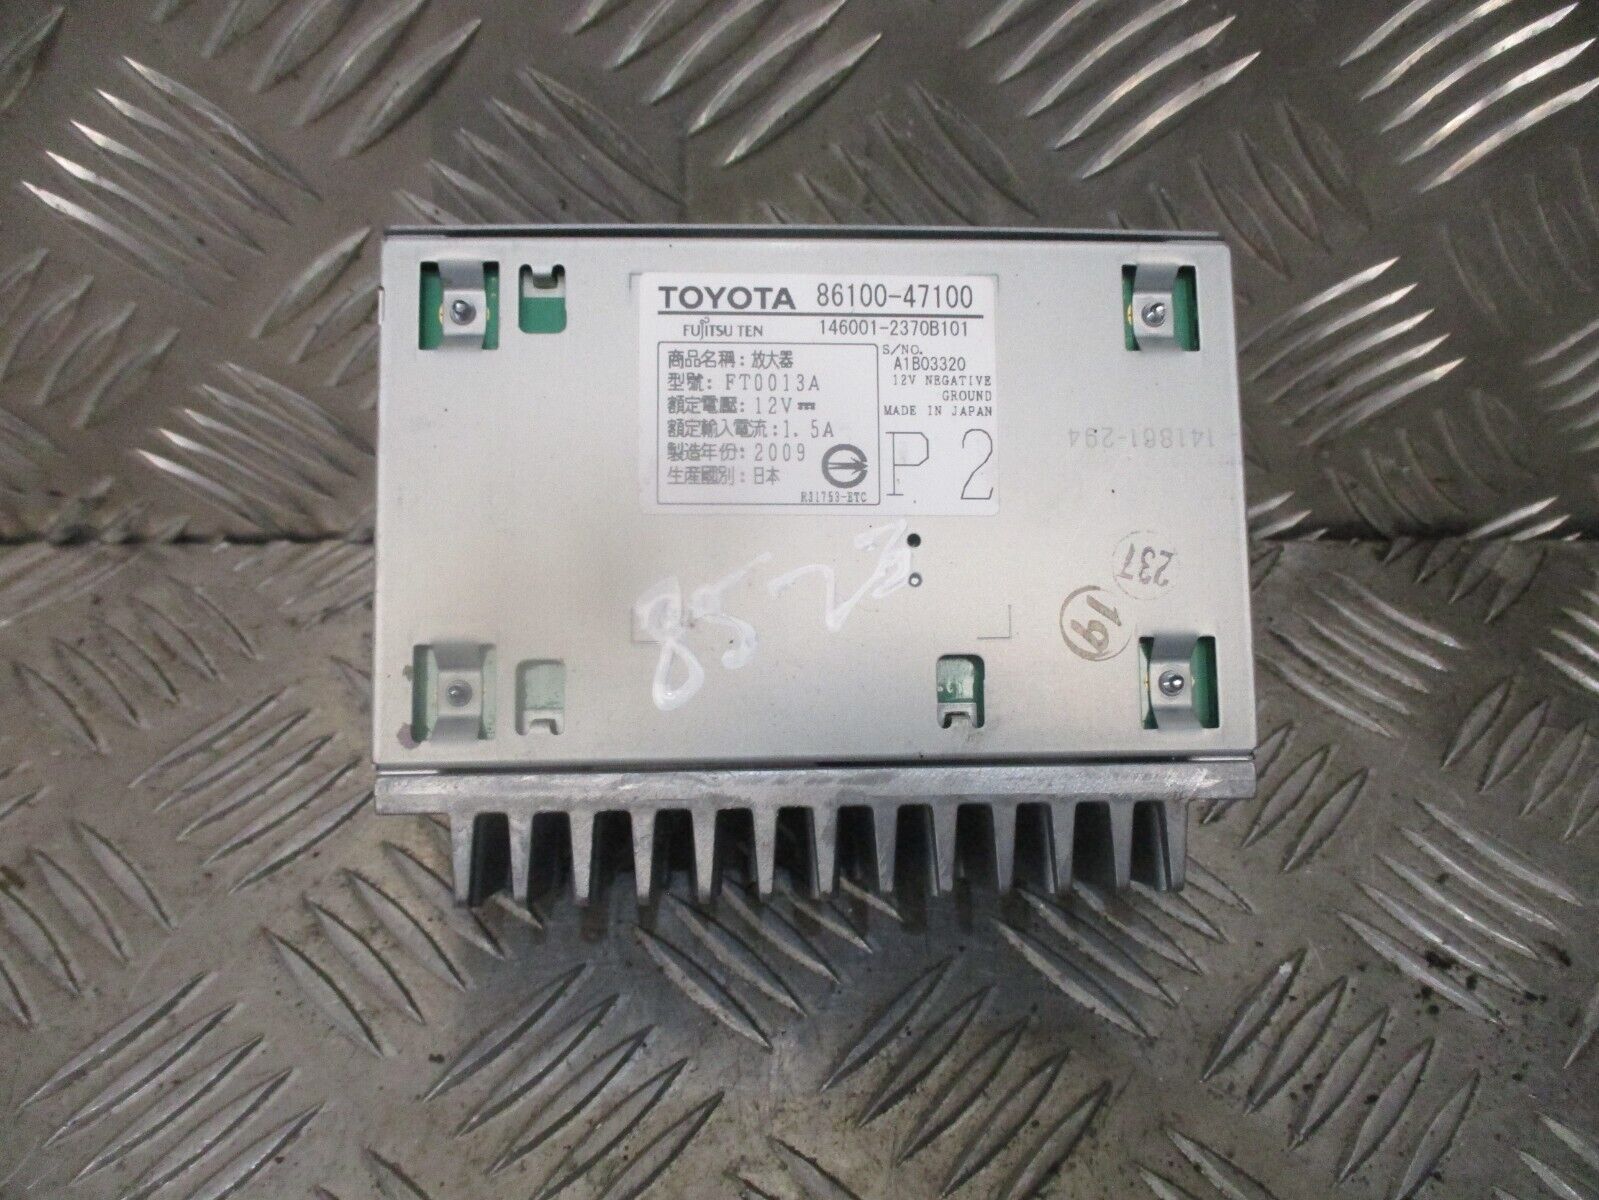 TOYOTA 86100-47100
FUJITSU TEN 146001-2370B101
商品名稱：放大器
型號：FT0013A
額定電壓：12V⎓
額定輸入電流：1.5A
製造年份：2009
生產國別：日本
R31753-ETC
S/NO.
A1B03320
12V NEGATIVE
GROUND
MADE IN JAPAN
P 2
141861-294
237
19